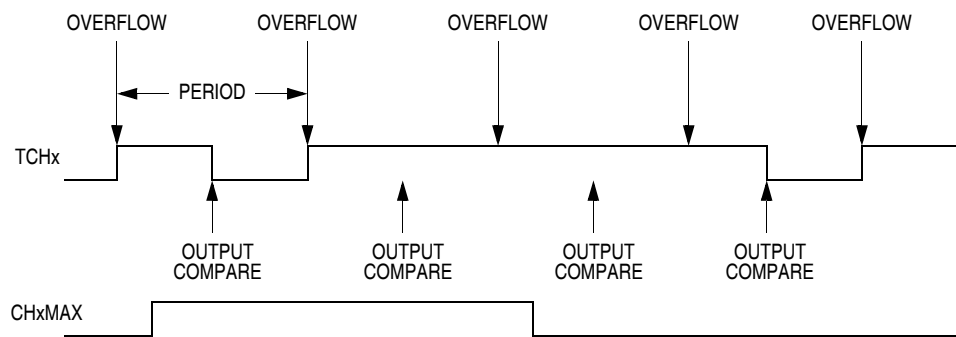 OVERFLOW
OVERFLOW
OVERFLOW
OVERFLOW
OVERFLOW
PERIOD
TCHx
OUTPUT
COMPARE
OUTPUT
COMPARE
OUTPUT
COMPARE
OUTPUT
COMPARE
CHxMAX